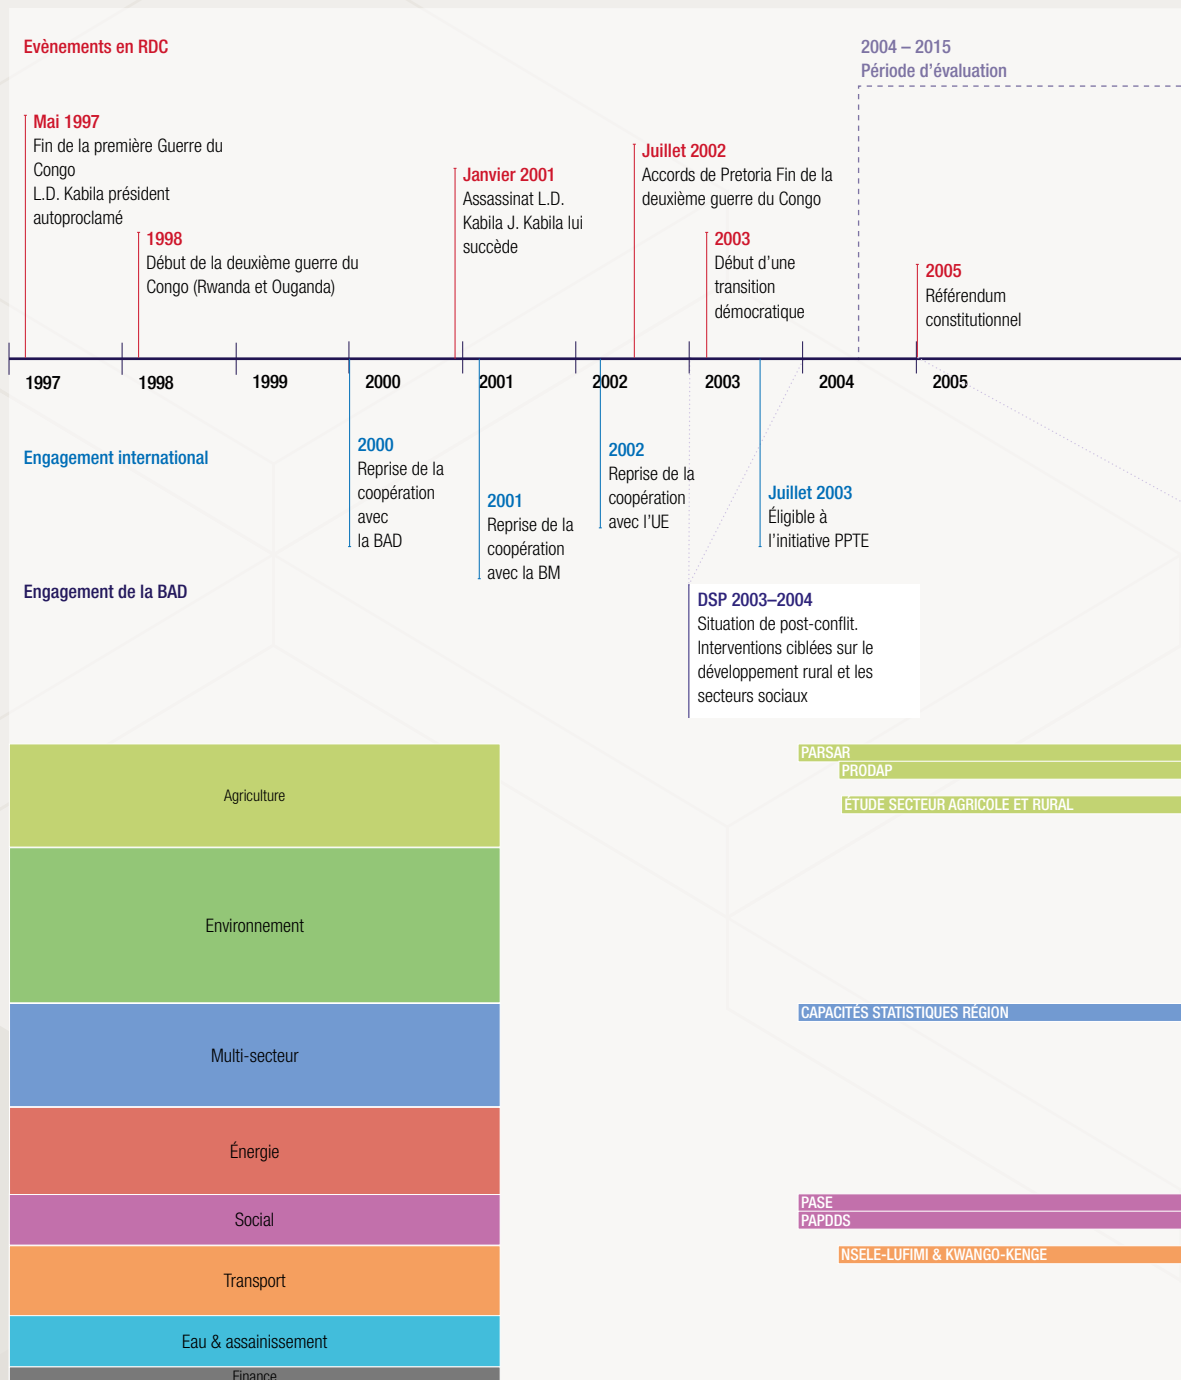 Evènements en RDC
2004 – 2015
Période d’évaluation
Mai 1997
Fin de la première Guerre du
Congo
L.D. Kabila président
autoproclamé
1998
Début de la deuxième guerre du
Congo (Rwanda et Ouganda)
Janvier 2001
Assassinat L.D.
Kabila J. Kabila lui
succède
Juillet 2002
Accords de Pretoria Fin de la
deuxième guerre du Congo
2003
Début d’une
transition
démocratique
2005
Référendum
constitutionnel
1997
1998
1999
2000
2001
2002
2003
2004
2005
Engagement international
2000
Reprise de la
coopération
avec
la BAD
2001
Reprise de la
coopération
avec la BM
2002
Reprise de la
coopération
avec l’UE
Juillet 2003
Éligible à
l’initiative PPTE
Engagement de la BAD
DSP 2003–2004
Situation de post-conflit.
Interventions ciblées sur le
développement rural et les
secteurs sociaux
Agriculture
PARSAR
PRODAP
ÉTUDE SECTEUR AGRICOLE ET RURAL
Environnement
Multi-secteur
CAPACITÉS STATISTIQUES RÉGION
Énergie
Social
PASE
PAPDDS
Transport
NSELE-LUFIMI & KWANGO-KENGE
Eau & assainissement
Finance